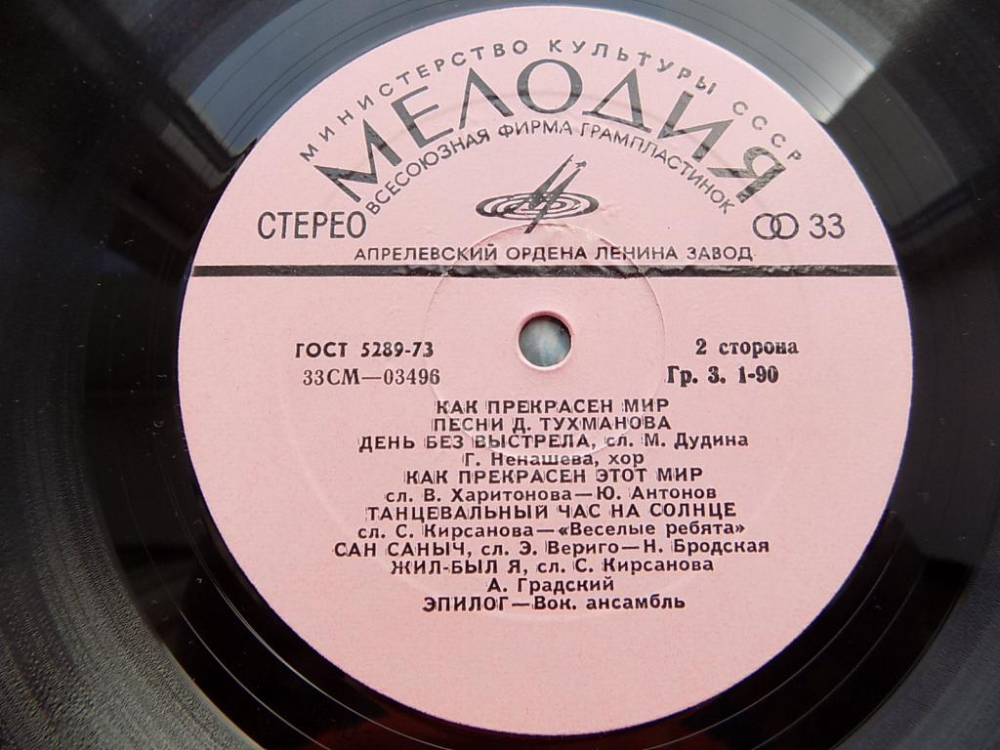 МИНИСТЕРСТВО КУЛЬТУРЫ СССР
МЕЛОДИЯ
ВСЕСОЮЗНАЯ ФИРМА ГРАМПЛАСТИНОК
СТЕРЕО 33
АПРЕЛЕВСКИЙ ОРДЕНА ЛЕНИНА ЗАВОД
ГОСТ 5289-73 2 сторона
33СМ—03496 Гр. 3. 1-90
КАК ПРЕКРАСЕН МИР
ПЕСНИ Д. ТУХМАНОВА
ДЕНЬ БЕЗ ВЫСТРЕЛА, сл. М. Дудина
Г. Ненашева, хор
КАК ПРЕКРАСЕН ЭТОТ МИР
сл. В. Харитонова—Ю. Антонов
ТАНЦЕВАЛЬНЫЙ ЧАС НА СОЛНЦЕ
сл. С. Кирсанова—«Веселые ребята»
САН САНЫЧ, сл. Э. Вериго—Н. Бродская
ЖИЛ-БЫЛ Я, сл. С. Кирсанова
А. Градский
ЭПИЛОГ—Вок. ансамбль